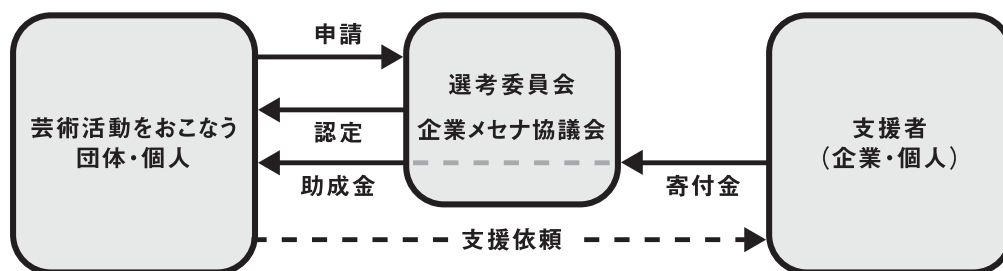 申請
選考委員会
企業メセナ協議会
認定
芸術活動をおこなう
団体・個人
助成金
支援者
（企業・個人）
寄付金
支援依頼